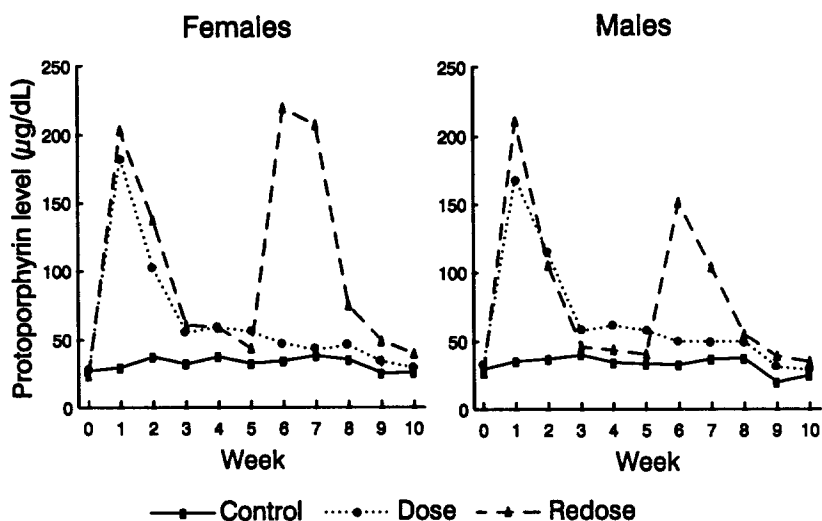 Females
Males
Protoporphyrin level (µg/dL)
250
200
150
100
50
0
0 1 2 3 4 5 6 7 8 9 10
Week
250
200
150
100
50
0
0 1 2 3 4 5 6 7 8 9 10
Week
Control Dose Redose